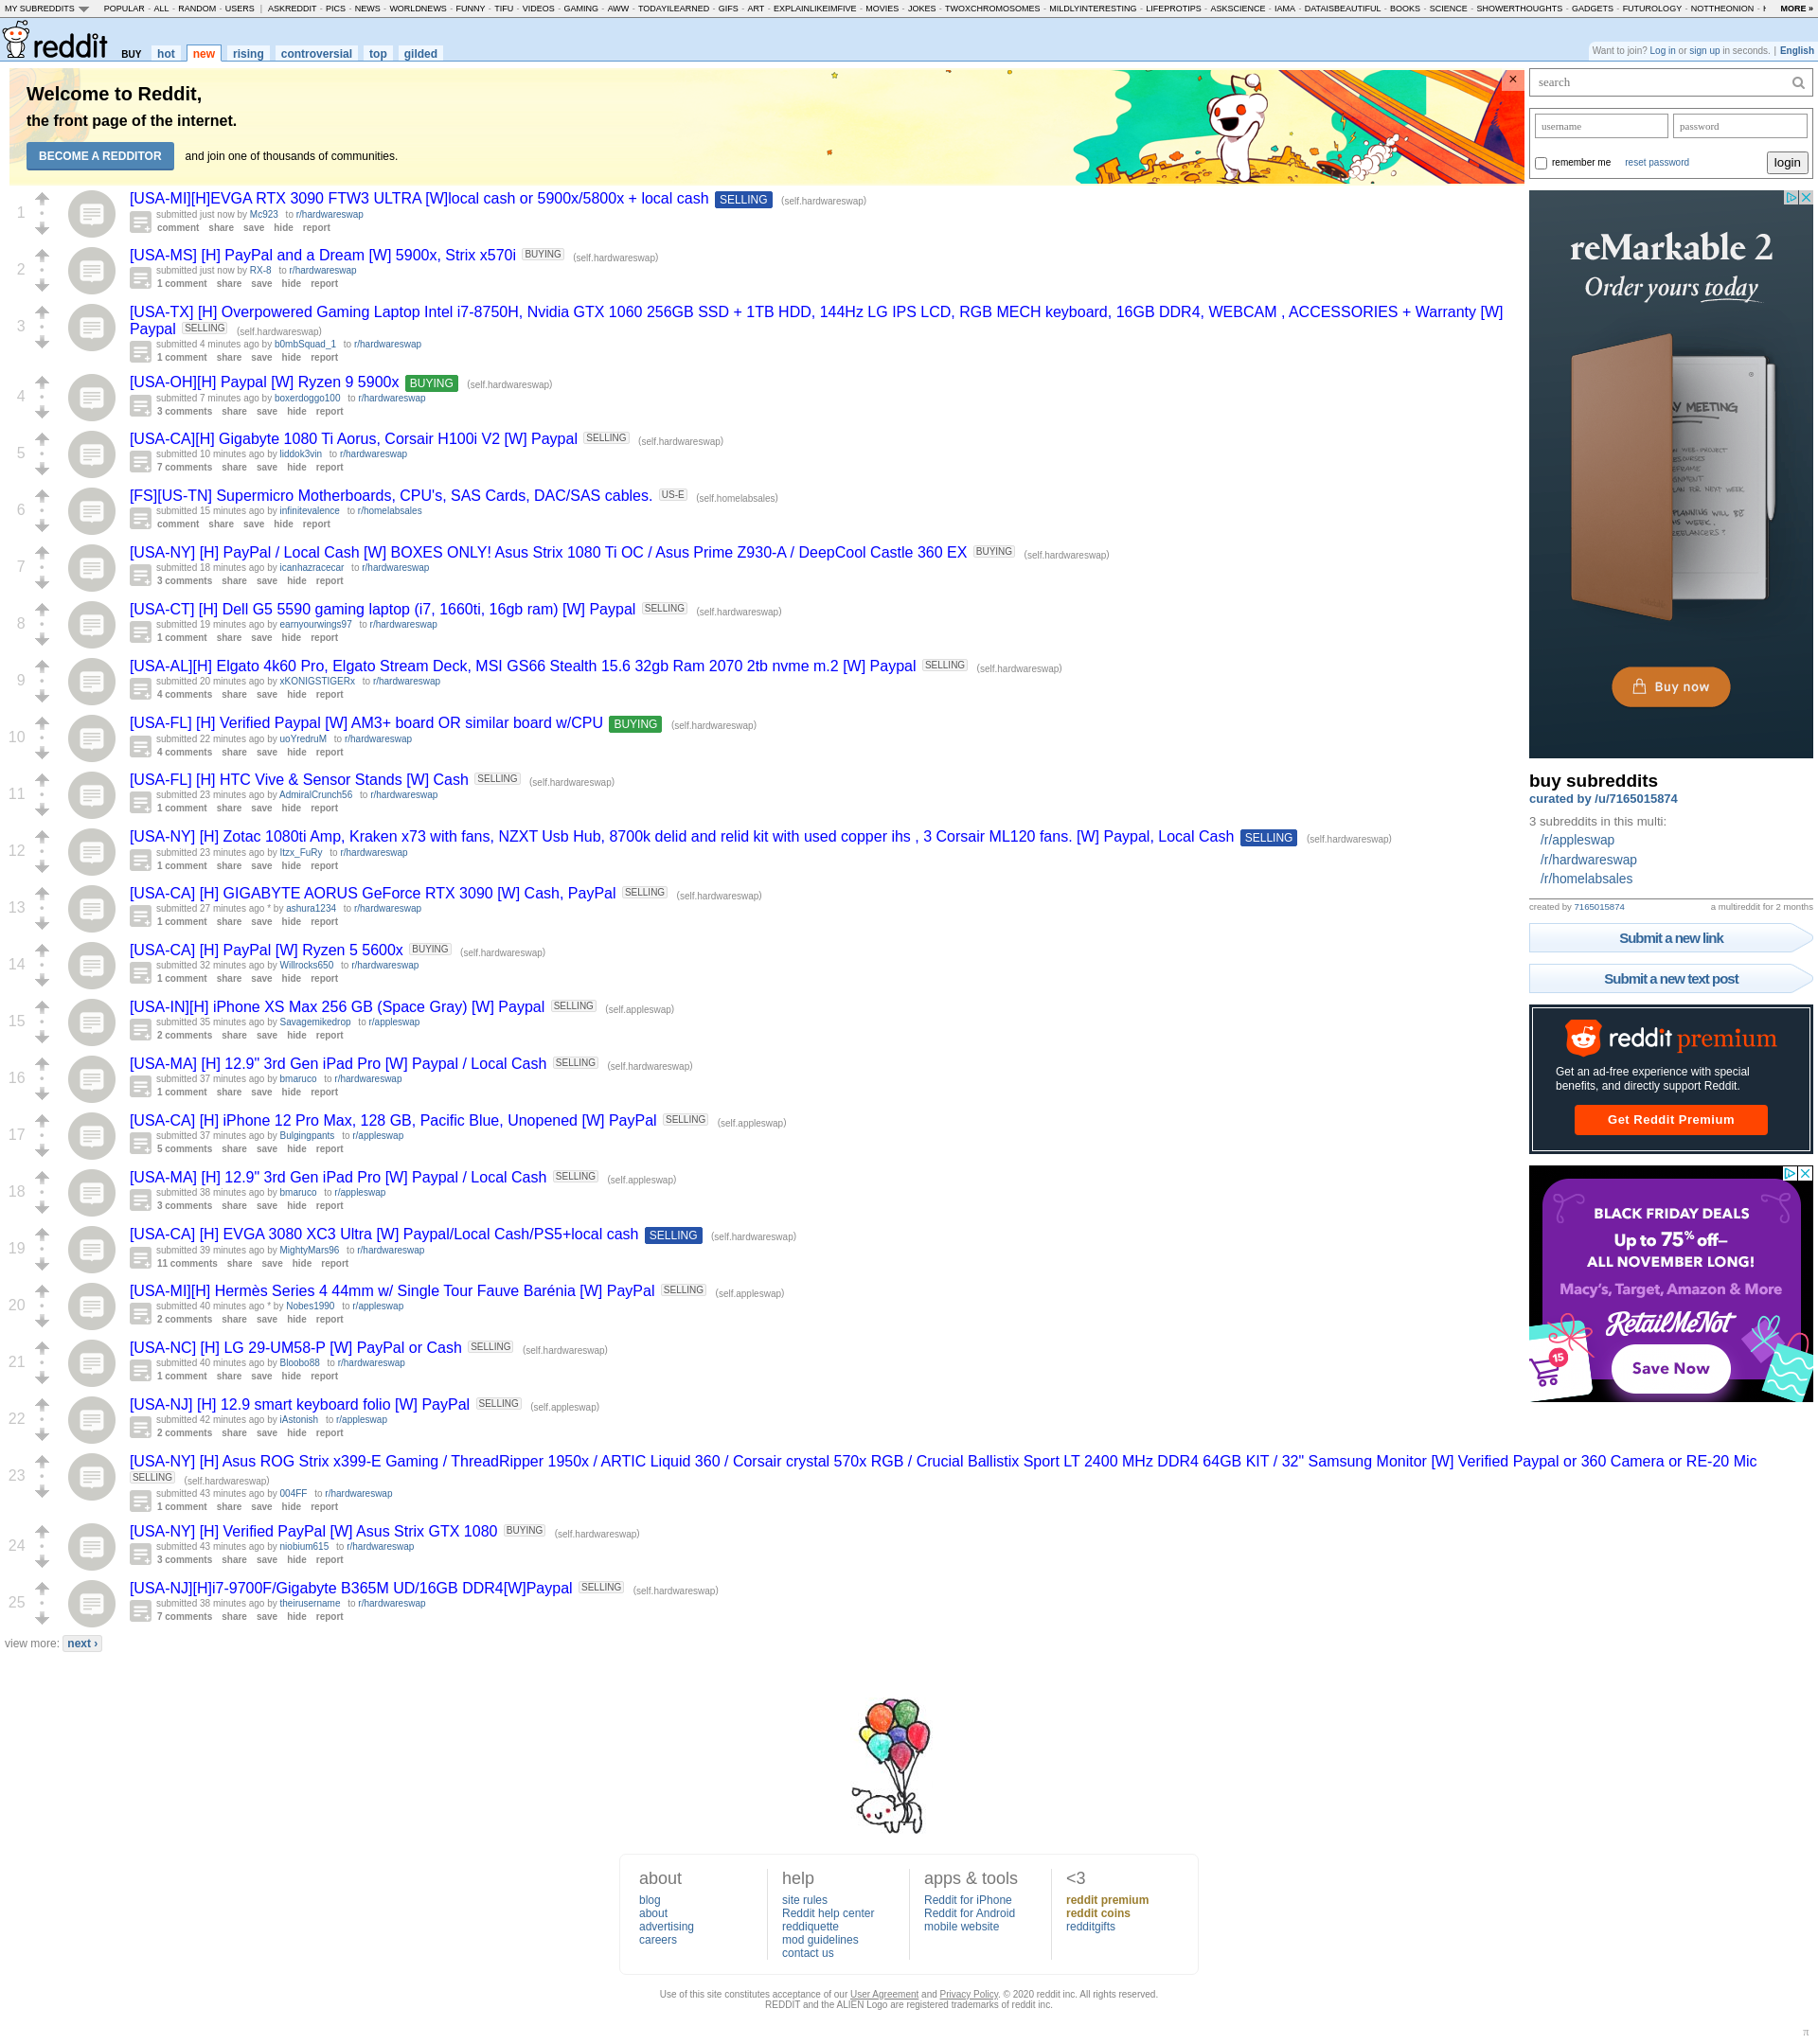 MY SUBREDDITS POPULAR - ALL - RANDOM - USERS | ASKREDDIT - PICS - NEWS - WORLDNEWS - FUNNY - TIFU - VIDEOS - GAMING - AWW - TODAYILEARNED - GIFS - ART - EXPLAINLIKEIMFIVE - MOVIES - JOKES - TWOXCHROMOSOMES - MILDLYINTERESTING - LIFEPROTIPS - ASKSCIENCE - IAMA - DATAISBEAUTIFUL - BOOKS - SCIENCE - SHOWERTHOUGHTS - GADGETS - FUTUROLOGY - NOTTHEONION - MORE »
reddit BUY hot new rising controversial top gilded
Want to join? Log in or sign up in seconds. | English
Welcome to Reddit,
the front page of the internet.
BECOME A REDDITOR and join one of thousands of communities.
1
[USA-MI][H]EVGA RTX 3090 FTW3 ULTRA [W]local cash or 5900x/5800x + local cash SELLING (self.hardwareswap)
submitted just now by Mc923 to r/hardwareswap
comment share save hide report
2
[USA-MS] [H] PayPal and a Dream [W] 5900x, Strix x570i BUYING (self.hardwareswap)
submitted just now by RX-8 to r/hardwareswap
1 comment share save hide report
3
[USA-TX] [H] Overpowered Gaming Laptop Intel i7-8750H, Nvidia GTX 1060 256GB SSD + 1TB HDD, 144Hz LG IPS LCD, RGB MECH keyboard, 16GB DDR4, WEBCAM , ACCESSORIES + Warranty [W]
Paypal SELLING (self.hardwareswap)
submitted 4 minutes ago by b0mbSquad_1 to r/hardwareswap
1 comment share save hide report
4
[USA-OH][H] Paypal [W] Ryzen 9 5900x BUYING (self.hardwareswap)
submitted 7 minutes ago by boxerdoggo100 to r/hardwareswap
3 comments share save hide report
5
[USA-CA][H] Gigabyte 1080 Ti Aorus, Corsair H100i V2 [W] Paypal SELLING (self.hardwareswap)
submitted 10 minutes ago by liddok3vin to r/hardwareswap
7 comments share save hide report
6
[FS][US-TN] Supermicro Motherboards, CPU's, SAS Cards, DAC/SAS cables. US-E (self.homelabsales)
submitted 15 minutes ago by infinitevalence to r/homelabsales
comment share save hide report
7
[USA-NY] [H] PayPal / Local Cash [W] BOXES ONLY! Asus Strix 1080 Ti OC / Asus Prime Z930-A / DeepCool Castle 360 EX BUYING (self.hardwareswap)
submitted 18 minutes ago by icanhazracecar to r/hardwareswap
3 comments share save hide report
8
[USA-CT] [H] Dell G5 5590 gaming laptop (i7, 1660ti, 16gb ram) [W] Paypal SELLING (self.hardwareswap)
submitted 19 minutes ago by earnyourwings97 to r/hardwareswap
1 comment share save hide report
9
[USA-AL][H] Elgato 4k60 Pro, Elgato Stream Deck, MSI GS66 Stealth 15.6 32gb Ram 2070 2tb nvme m.2 [W] Paypal SELLING (self.hardwareswap)
submitted 20 minutes ago by xKONIGSTIGERx to r/hardwareswap
4 comments share save hide report
10
[USA-FL] [H] Verified Paypal [W] AM3+ board OR similar board w/CPU BUYING (self.hardwareswap)
submitted 22 minutes ago by uoYredruM to r/hardwareswap
4 comments share save hide report
11
[USA-FL] [H] HTC Vive & Sensor Stands [W] Cash SELLING (self.hardwareswap)
submitted 23 minutes ago by AdmiralCrunch56 to r/hardwareswap
1 comment share save hide report
12
[USA-NY] [H] Zotac 1080ti Amp, Kraken x73 with fans, NZXT Usb Hub, 8700k delid and relid kit with used copper ihs , 3 Corsair ML120 fans. [W] Paypal, Local Cash SELLING (self.hardwareswap)
submitted 23 minutes ago by Itzx_FuRy to r/hardwareswap
1 comment share save hide report
13
[USA-CA] [H] GIGABYTE AORUS GeForce RTX 3090 [W] Cash, PayPal SELLING (self.hardwareswap)
submitted 27 minutes ago * by ashura1234 to r/hardwareswap
1 comment share save hide report
14
[USA-CA] [H] PayPal [W] Ryzen 5 5600x BUYING (self.hardwareswap)
submitted 32 minutes ago by Willrocks650 to r/hardwareswap
1 comment share save hide report
15
[USA-IN][H] iPhone XS Max 256 GB (Space Gray) [W] Paypal SELLING (self.appleswap)
submitted 35 minutes ago by Savagemikedrop to r/appleswap
2 comments share save hide report
16
[USA-MA] [H] 12.9" 3rd Gen iPad Pro [W] Paypal / Local Cash SELLING (self.hardwareswap)
submitted 37 minutes ago by bmaruco to r/hardwareswap
1 comment share save hide report
17
[USA-CA] [H] iPhone 12 Pro Max, 128 GB, Pacific Blue, Unopened [W] PayPal SELLING (self.appleswap)
submitted 37 minutes ago by Bulgingpants to r/appleswap
5 comments share save hide report
18
[USA-MA] [H] 12.9" 3rd Gen iPad Pro [W] Paypal / Local Cash SELLING (self.appleswap)
submitted 38 minutes ago by bmaruco to r/appleswap
3 comments share save hide report
19
[USA-CA] [H] EVGA 3080 XC3 Ultra [W] Paypal/Local Cash/PS5+local cash SELLING (self.hardwareswap)
submitted 39 minutes ago by MightyMars96 to r/hardwareswap
11 comments share save hide report
20
[USA-MI][H] Hermès Series 4 44mm w/ Single Tour Fauve Barénia [W] PayPal SELLING (self.appleswap)
submitted 40 minutes ago * by Nobes1990 to r/appleswap
2 comments share save hide report
21
[USA-NC] [H] LG 29-UM58-P [W] PayPal or Cash SELLING (self.hardwareswap)
submitted 40 minutes ago by Bloobo88 to r/hardwareswap
1 comment share save hide report
22
[USA-NJ] [H] 12.9 smart keyboard folio [W] PayPal SELLING (self.appleswap)
submitted 42 minutes ago by iAstonish to r/appleswap
2 comments share save hide report
23
[USA-NY] [H] Asus ROG Strix x399-E Gaming / ThreadRipper 1950x / ARTIC Liquid 360 / Corsair crystal 570x RGB / Crucial Ballistix Sport LT 2400 MHz DDR4 64GB KIT / 32" Samsung Monitor [W] Verified Paypal or 360 Camera or RE-20 Mic
SELLING (self.hardwareswap)
submitted 43 minutes ago by 004FF to r/hardwareswap
1 comment share save hide report
24
[USA-NY] [H] Verified PayPal [W] Asus Strix GTX 1080 BUYING (self.hardwareswap)
submitted 43 minutes ago by niobium615 to r/hardwareswap
3 comments share save hide report
25
[USA-NJ][H]i7-9700F/Gigabyte B365M UD/16GB DDR4[W]Paypal SELLING (self.hardwareswap)
submitted 38 minutes ago by theirusername to r/hardwareswap
7 comments share save hide report
view more: next ›
search
username password
remember me reset password login
reMarkable 2
Order yours today
MEETING
Buy now
buy subreddits
curated by /u/7165015874
3 subreddits in this multi:
/r/appleswap
/r/hardwareswap
/r/homelabsales
created by 7165015874 a multireddit for 2 months
Submit a new link
Submit a new text post
reddit premium
Get an ad-free experience with special
benefits, and directly support Reddit.
Get Reddit Premium
BLACK FRIDAY DEALS
Up to 75% off–
ALL NOVEMBER LONG!
Macy's, Target, Amazon & More
RetailMeNot
15
Save Now
about
blog
about
advertising
careers
help
site rules
Reddit help center
reddiquette
mod guidelines
contact us
apps & tools
Reddit for iPhone
Reddit for Android
mobile website
<3
reddit premium
reddit coins
redditgifts
Use of this site constitutes acceptance of our User Agreement and Privacy Policy. © 2020 reddit inc. All rights reserved.
REDDIT and the ALIEN Logo are registered trademarks of reddit inc.
π